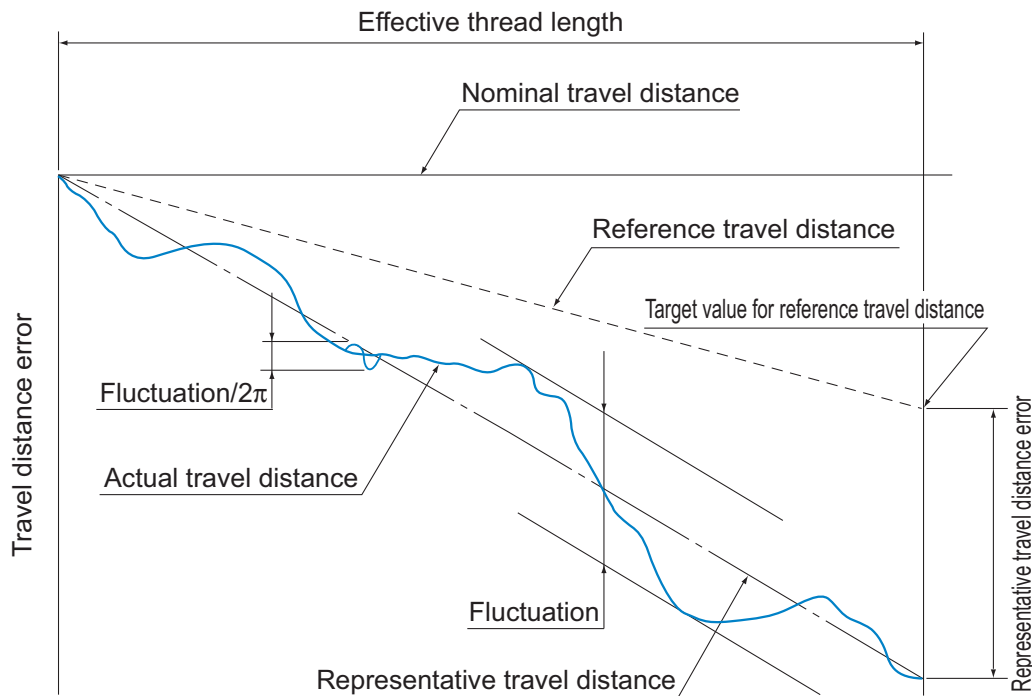 Effective thread length
Nominal travel distance
Reference travel distance
Target value for reference travel distance
Travel distance error
Fluctuation/2π
Actual travel distance
Fluctuation
Representative travel distance
Representative travel distance error